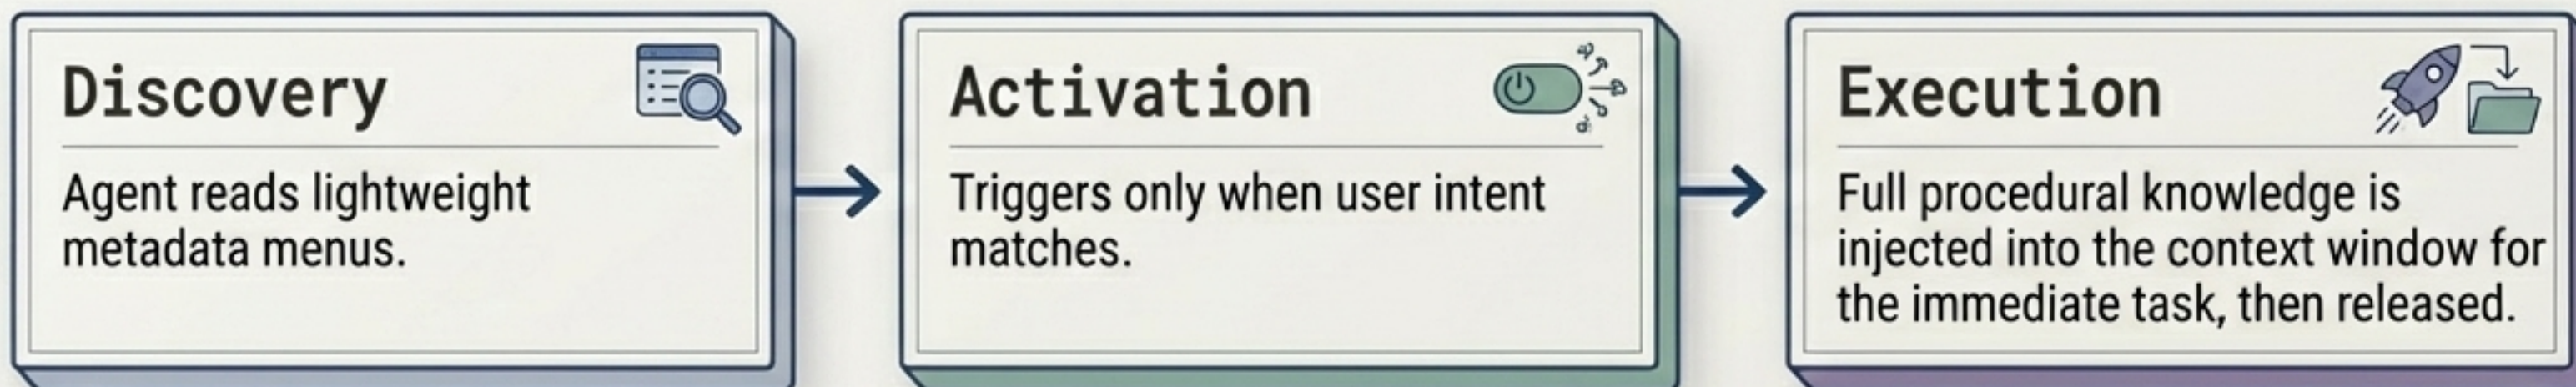 Discovery
Agent reads lightweight
metadata menus.
Activation
Triggers only when user intent
matches.
Execution
Full procedural knowledge is
injected into the context window for
the immediate task, then released.